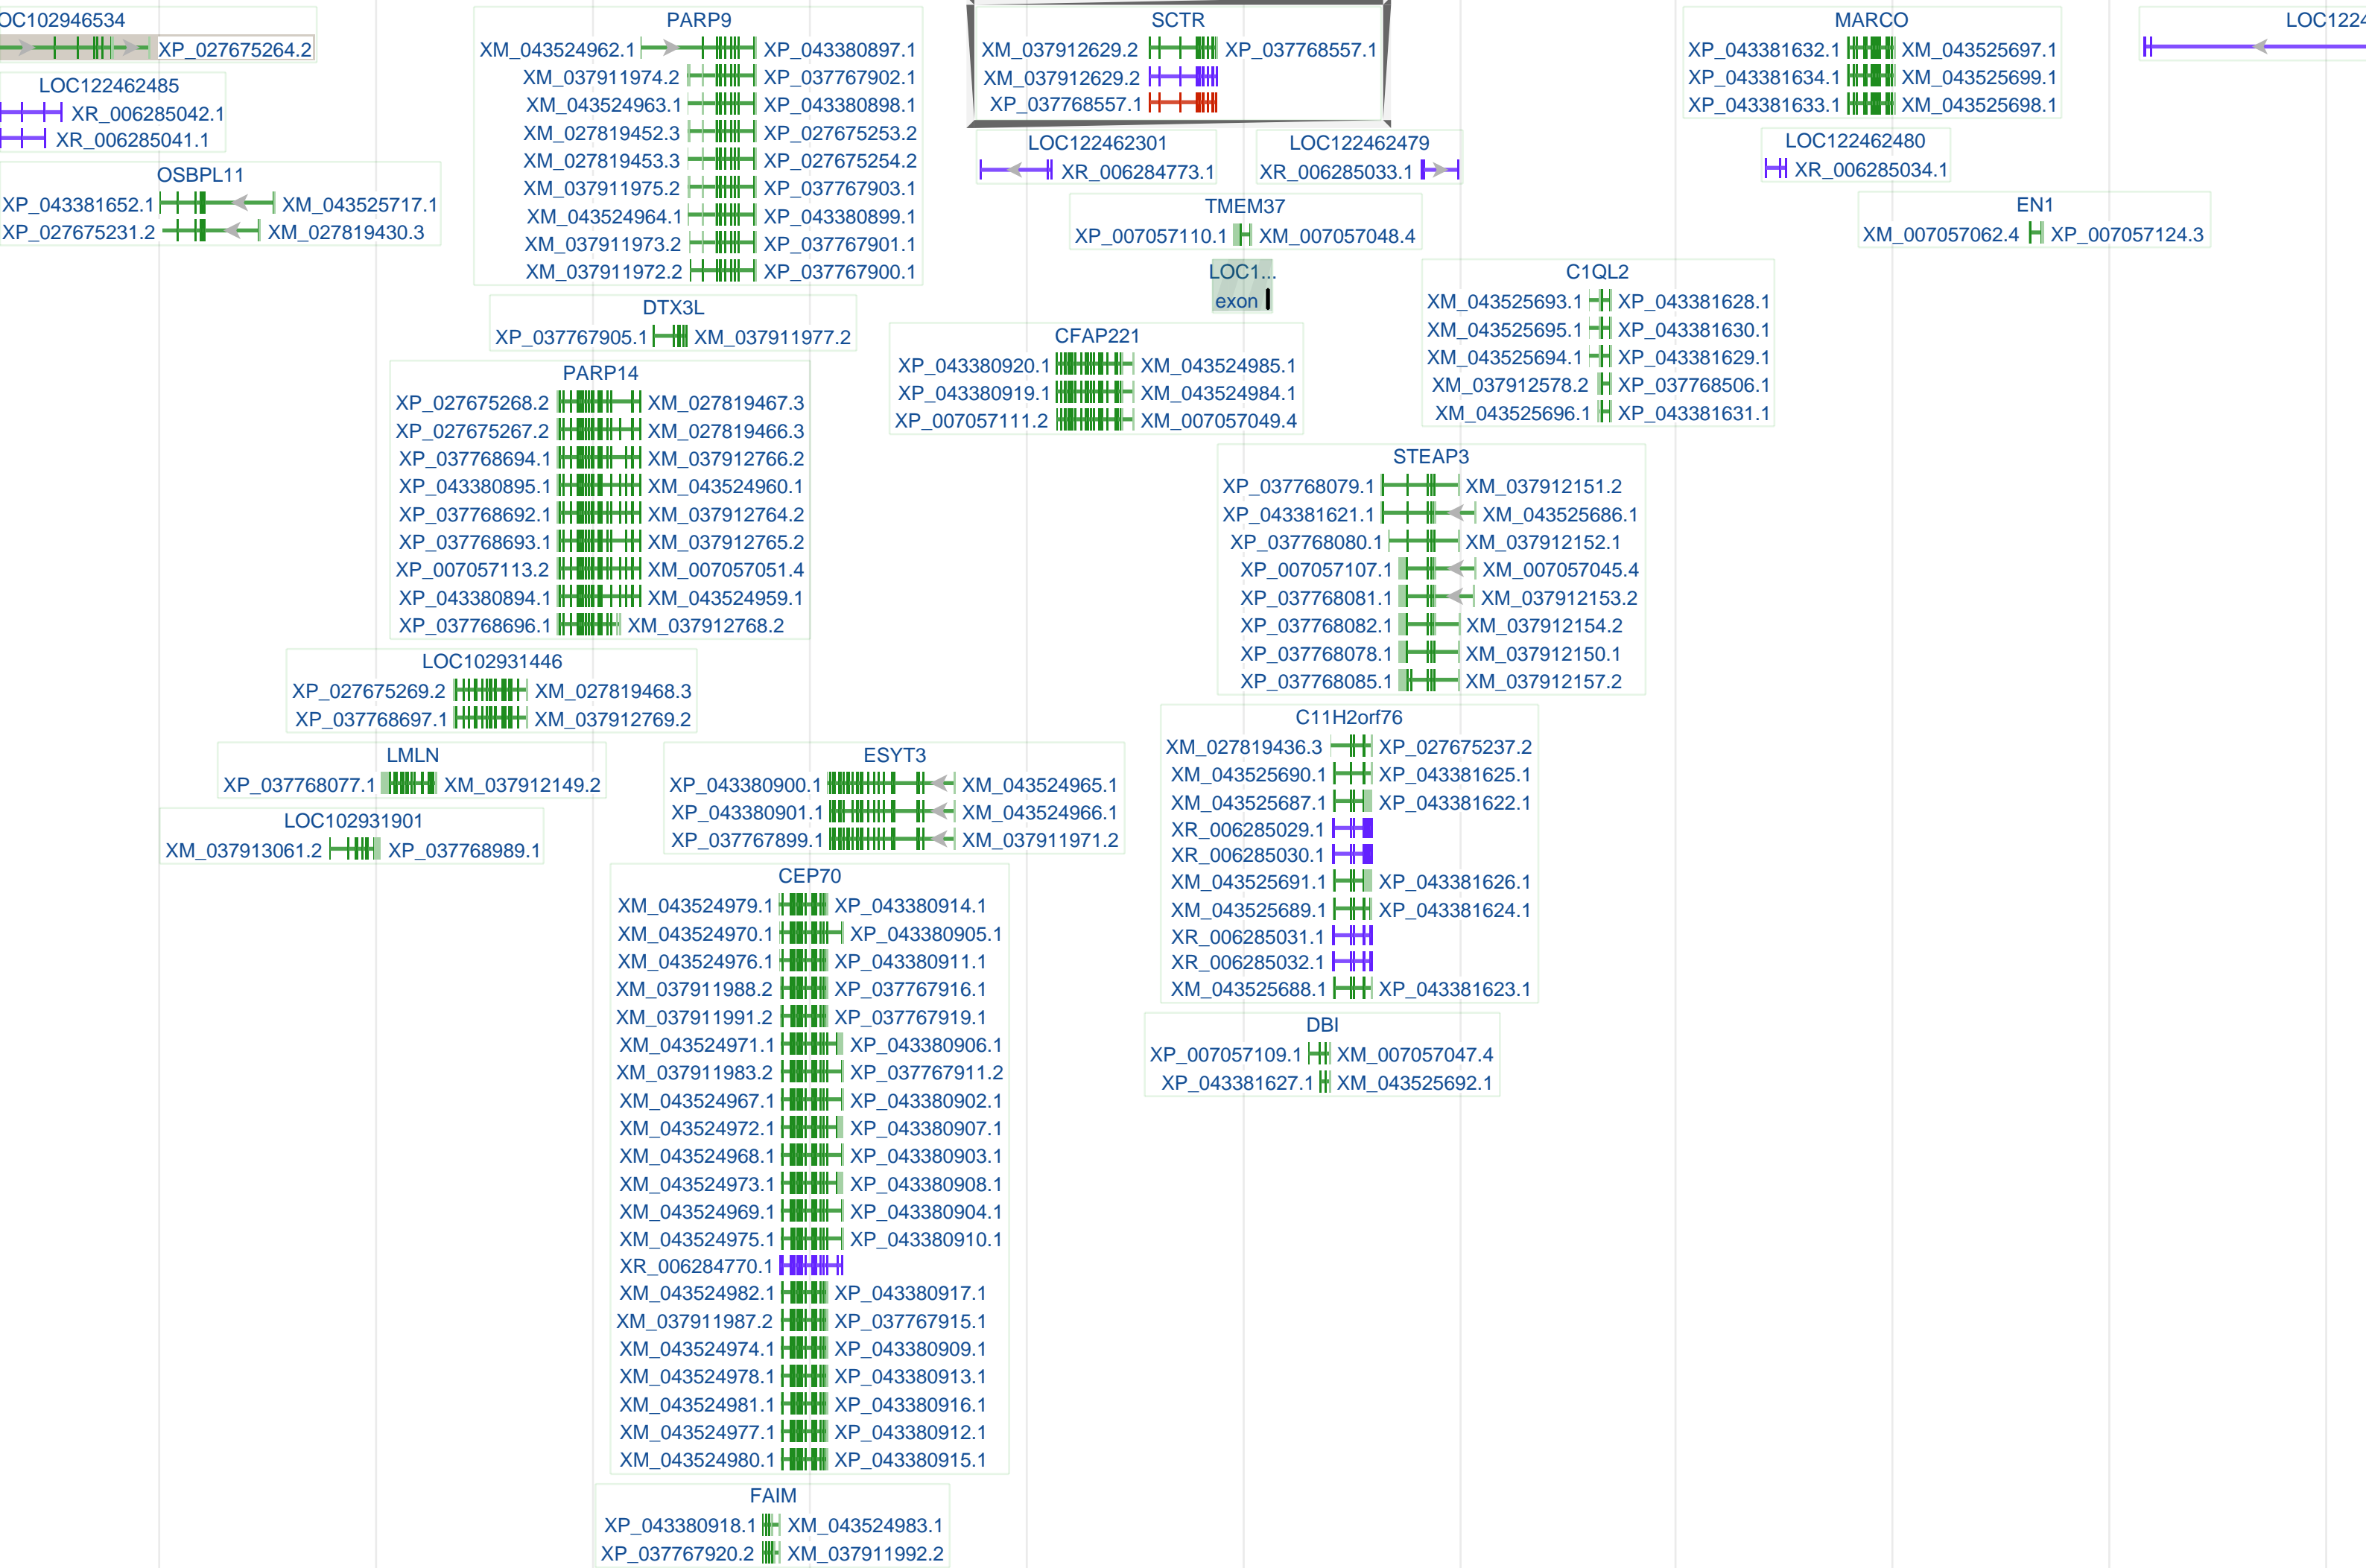 OC102946534
XP_027675264.2
LOC122462485
XR_006285042.1
XR_006285041.1
OSBPL11
XP_043381652.1 XM_043525717.1
XP_027675231.2 XM_027819430.3
PARP9
XM_043524962.1 XP_043380897.1
XM_037911974.2 XP_037767902.1
XM_043524963.1 XP_043380898.1
XM_027819452.3 XP_027675253.2
XM_027819453.3 XP_027675254.2
XM_037911975.2 XP_037767903.1
XM_043524964.1 XP_043380899.1
XM_037911973.2 XP_037767901.1
XM_037911972.2 XP_037767900.1
DTX3L
XP_037767905.1 XM_037911977.2
PARP14
XP_027675268.2 XM_027819467.3
XP_027675267.2 XM_027819466.3
XP_037768694.1 XM_037912766.2
XP_043380895.1 XM_043524960.1
XP_037768692.1 XM_037912764.2
XP_037768693.1 XM_037912765.2
XP_007057113.2 XM_007057051.4
XP_043380894.1 XM_043524959.1
XP_037768696.1 XM_037912768.2
LOC102931446
XP_027675269.2 XM_027819468.3
XP_037768697.1 XM_037912769.2
LMLN
XP_037768077.1 XM_037912149.2
LOC102931901
XM_037913061.2 XP_037768989.1
ESYT3
XP_043380900.1 XM_043524965.1
XP_043380901.1 XM_043524966.1
XP_037767899.1 XM_037911971.2
CEP70
XM_043524979.1 XP_043380914.1
XM_043524970.1 XP_043380905.1
XM_043524976.1 XP_043380911.1
XM_037911988.2 XP_037767916.1
XM_037911991.2 XP_037767919.1
XM_043524971.1 XP_043380906.1
XM_037911983.2 XP_037767911.2
XM_043524967.1 XP_043380902.1
XM_043524972.1 XP_043380907.1
XM_043524968.1 XP_043380903.1
XM_043524973.1 XP_043380908.1
XM_043524969.1 XP_043380904.1
XM_043524975.1 XP_043380910.1
XR_006284770.1
XM_043524982.1 XP_043380917.1
XM_037911987.2 XP_037767915.1
XM_043524974.1 XP_043380909.1
XM_043524978.1 XP_043380913.1
XM_043524981.1 XP_043380916.1
XM_043524977.1 XP_043380912.1
XM_043524980.1 XP_043380915.1
FAIM
XP_043380918.1 XM_043524983.1
XP_037767920.2 XM_037911992.2
SCTR
XM_037912629.2 XP_037768557.1
XM_037912629.2
XP_037768557.1
LOC122462301
XR_006284773.1
LOC122462479
XR_006285033.1
TMEM37
XP_007057110.1 XM_007057048.4
LOC1...
exon
CFAP221
XP_043380920.1 XM_043524985.1
XP_043380919.1 XM_043524984.1
XP_007057111.2 XM_007057049.4
C1QL2
XM_043525693.1 XP_043381628.1
XM_043525695.1 XP_043381630.1
XM_043525694.1 XP_043381629.1
XM_037912578.2 XP_037768506.1
XM_043525696.1 XP_043381631.1
STEAP3
XP_037768079.1 XM_037912151.2
XP_043381621.1 XM_043525686.1
XP_037768080.1 XM_037912152.1
XP_007057107.1 XM_007057045.4
XP_037768081.1 XM_037912153.2
XP_037768082.1 XM_037912154.2
XP_037768078.1 XM_037912150.1
XP_037768085.1 XM_037912157.2
C11H2orf76
XM_027819436.3 XP_027675237.2
XM_043525690.1 XP_043381625.1
XM_043525687.1 XP_043381622.1
XR_006285029.1
XR_006285030.1
XM_043525691.1 XP_043381626.1
XM_043525689.1 XP_043381624.1
XR_006285031.1
XR_006285032.1
XM_043525688.1 XP_043381623.1
DBI
XP_007057109.1 XM_007057047.4
XP_043381627.1 XM_043525692.1
MARCO
XP_043381632.1 XM_043525697.1
XP_043381634.1 XM_043525699.1
XP_043381633.1 XM_043525698.1
LOC122462480
XR_006285034.1
EN1
XM_007057062.4 XP_007057124.3
LOC1224